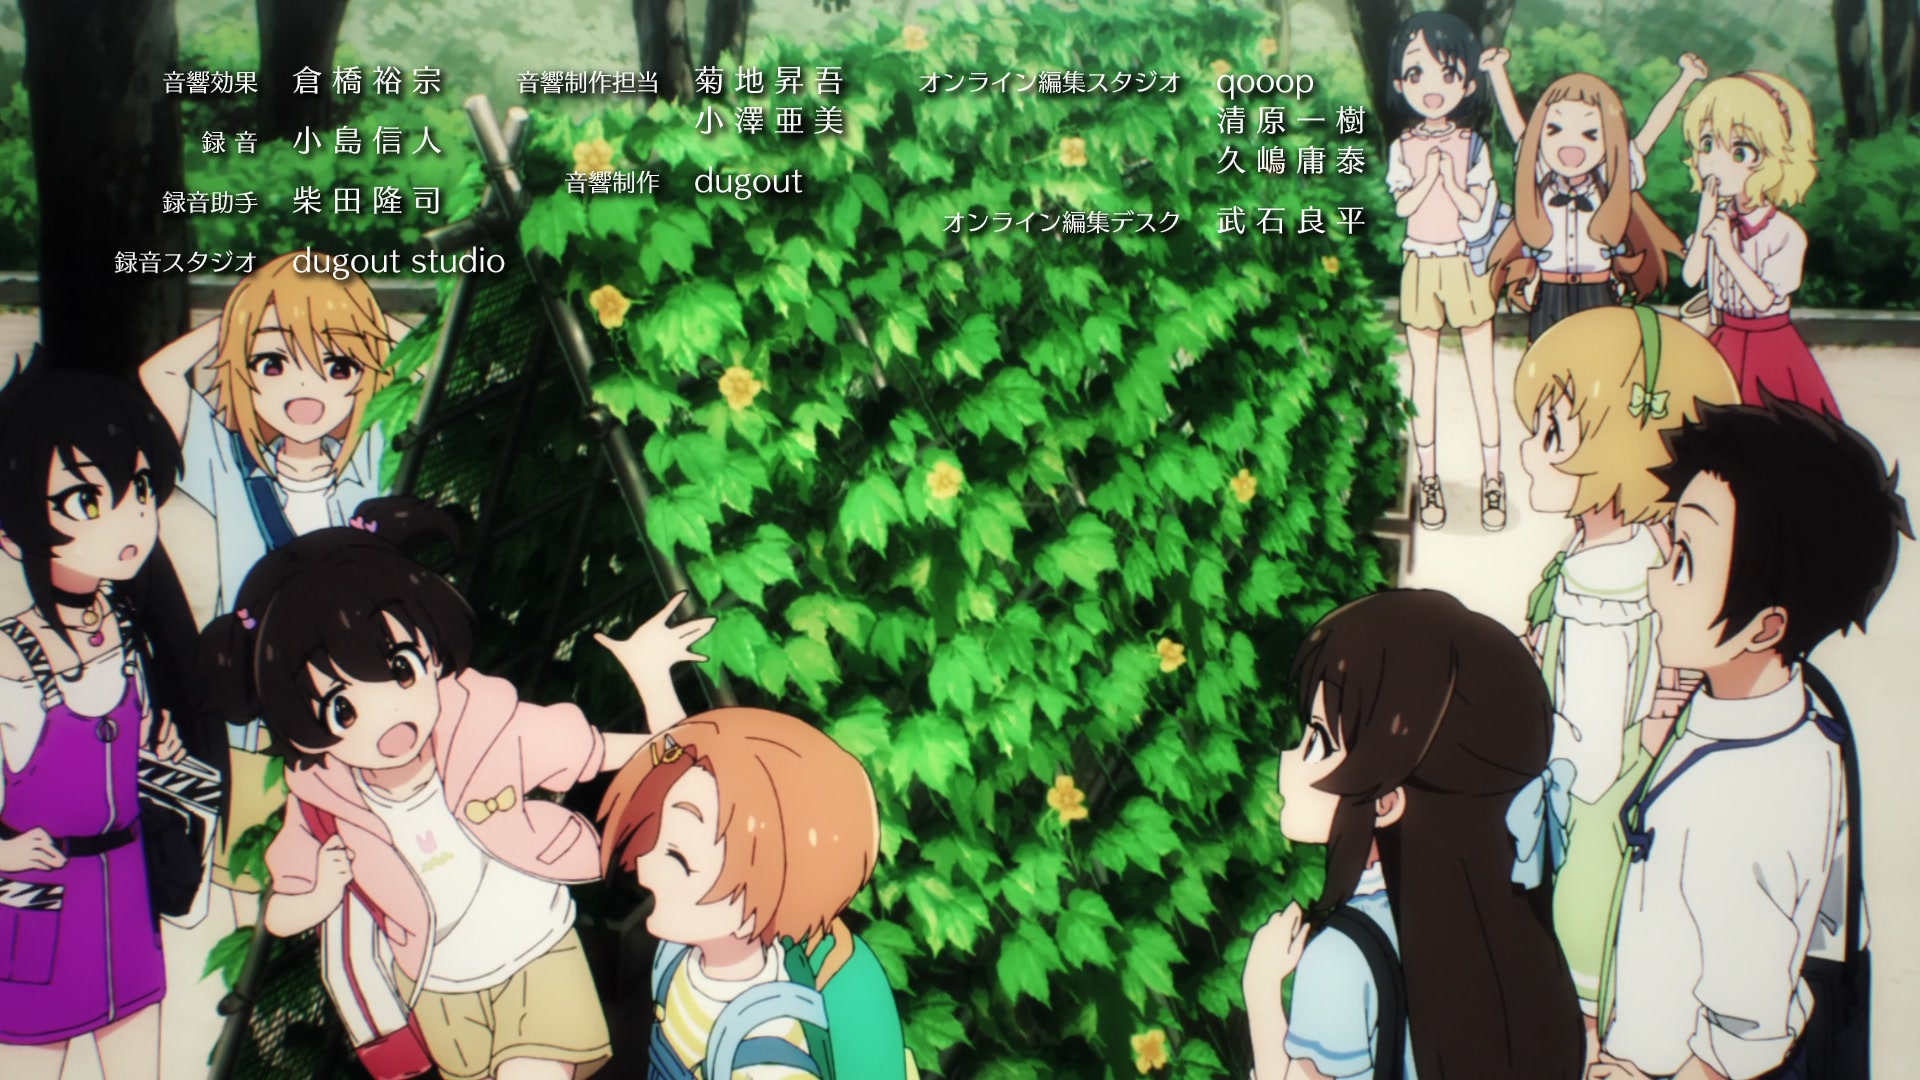 音響効果 倉橋裕宗
録音 小島信人
録音助手 柴田隆司
録音スタジオ dugout studio
音響制作担当 菊地昇吾
小澤亜美
音響制作 dugout
オンライン編集スタジオ qooop
清原一樹
久嶋庸泰
オンライン編集デスク 武石良平